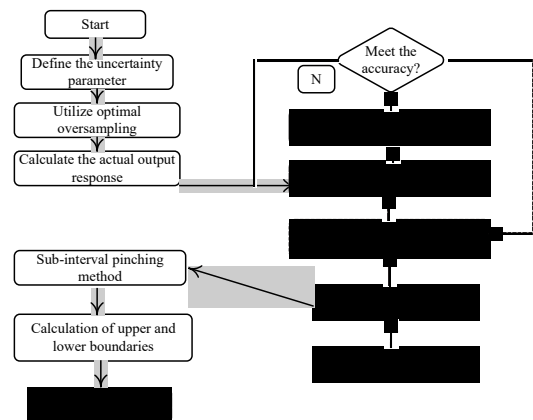 Start
Define the uncertainty
parameter
Utilize optimal
oversampling
Calculate the actual output
response
Meet the
accuracy?
N
Sub-interval pinching
method
Calculation of upper and
lower boundaries